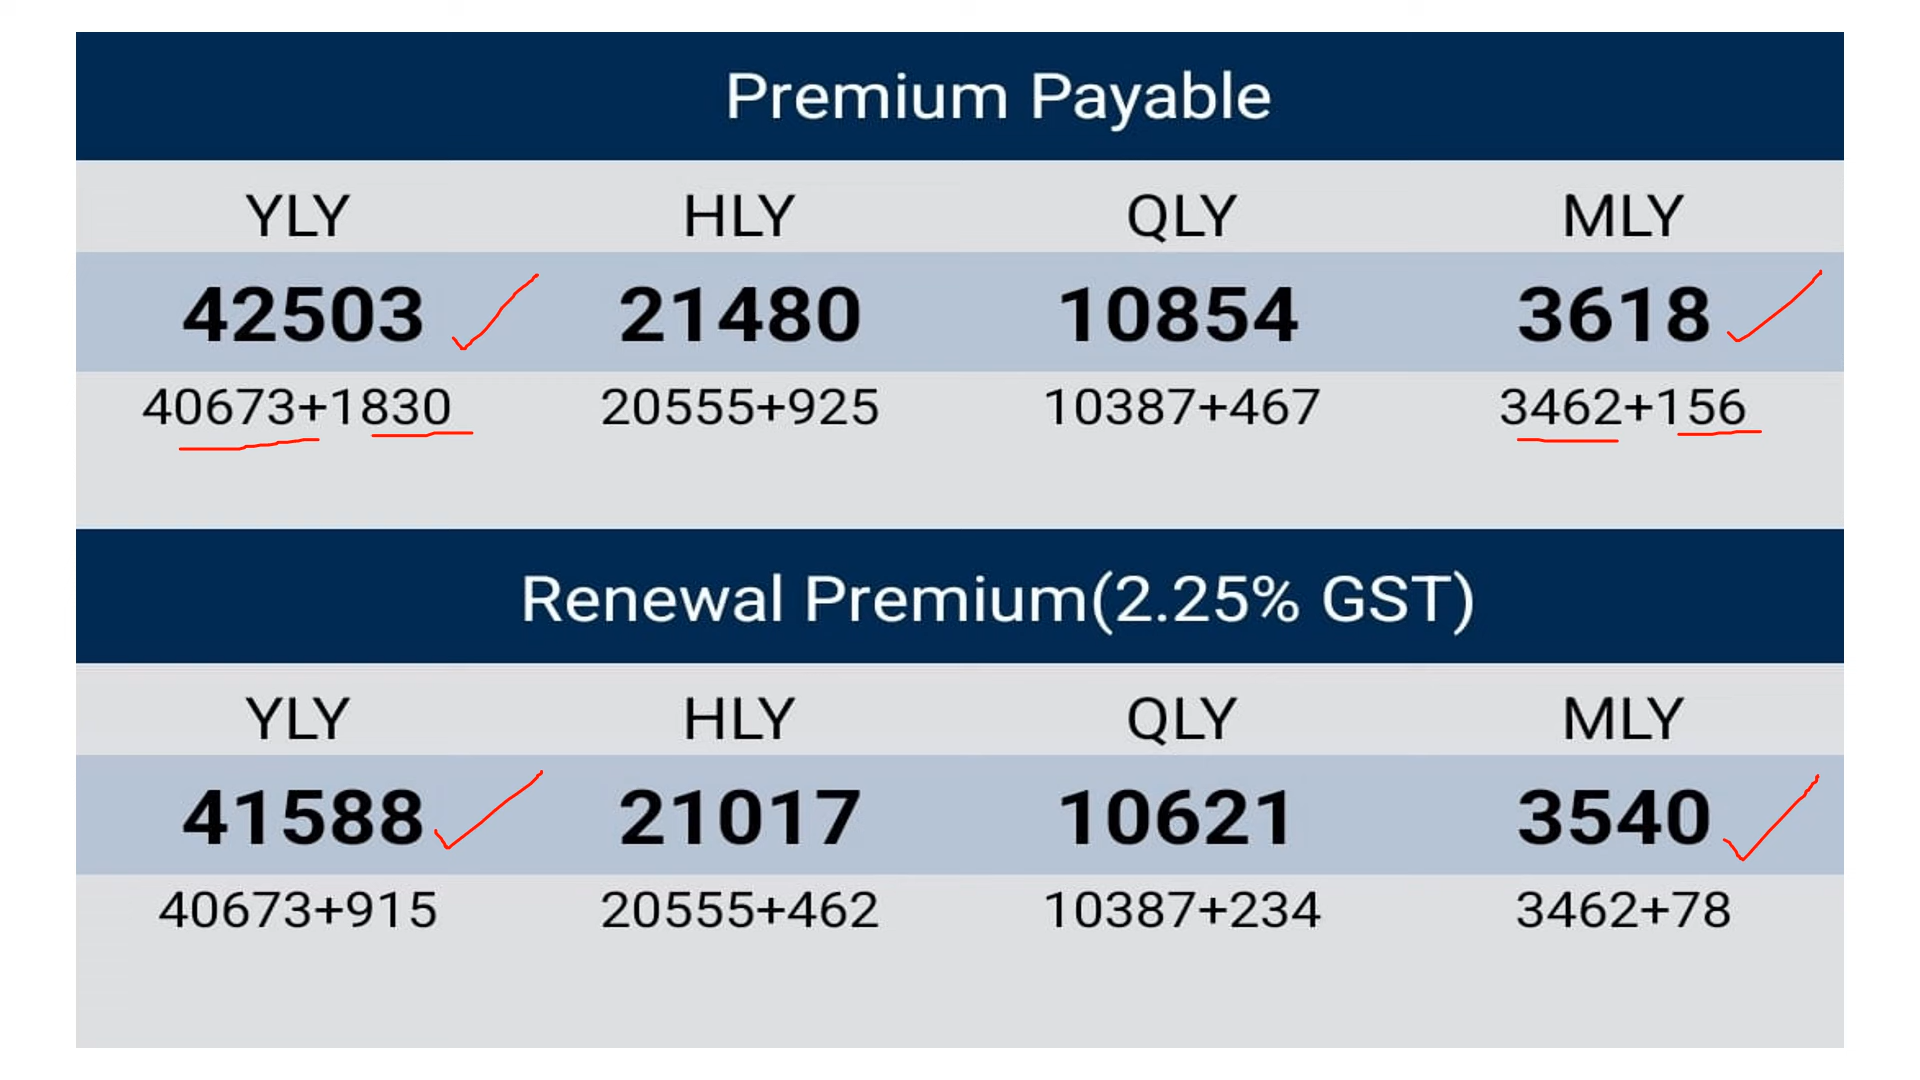 Premium Payable
YLY HLY QLY MLY
42503 21480 10854 3618
40673+1830 20555+925 10387+467 3462+156
Renewal Premium(2.25% GST)
YLY HLY QLY MLY
41588 21017 10621 3540
40673+915 20555+462 10387+234 3462+78